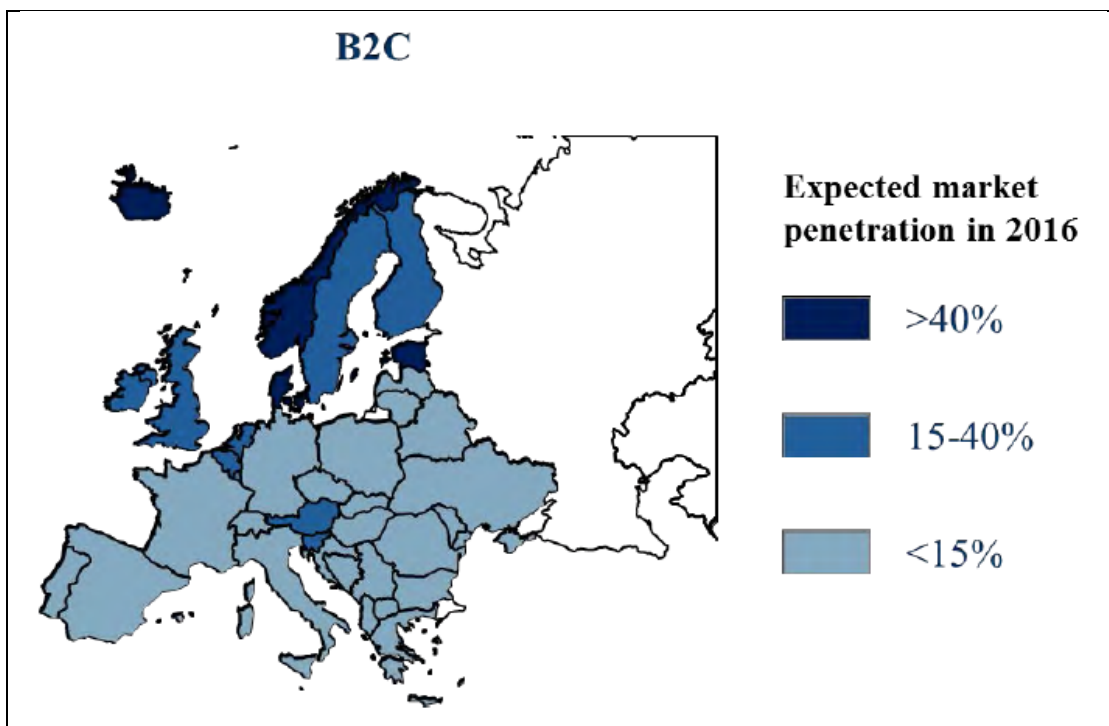 B2C
Expected market
penetration in 2016
>40%
15-40%
<15%